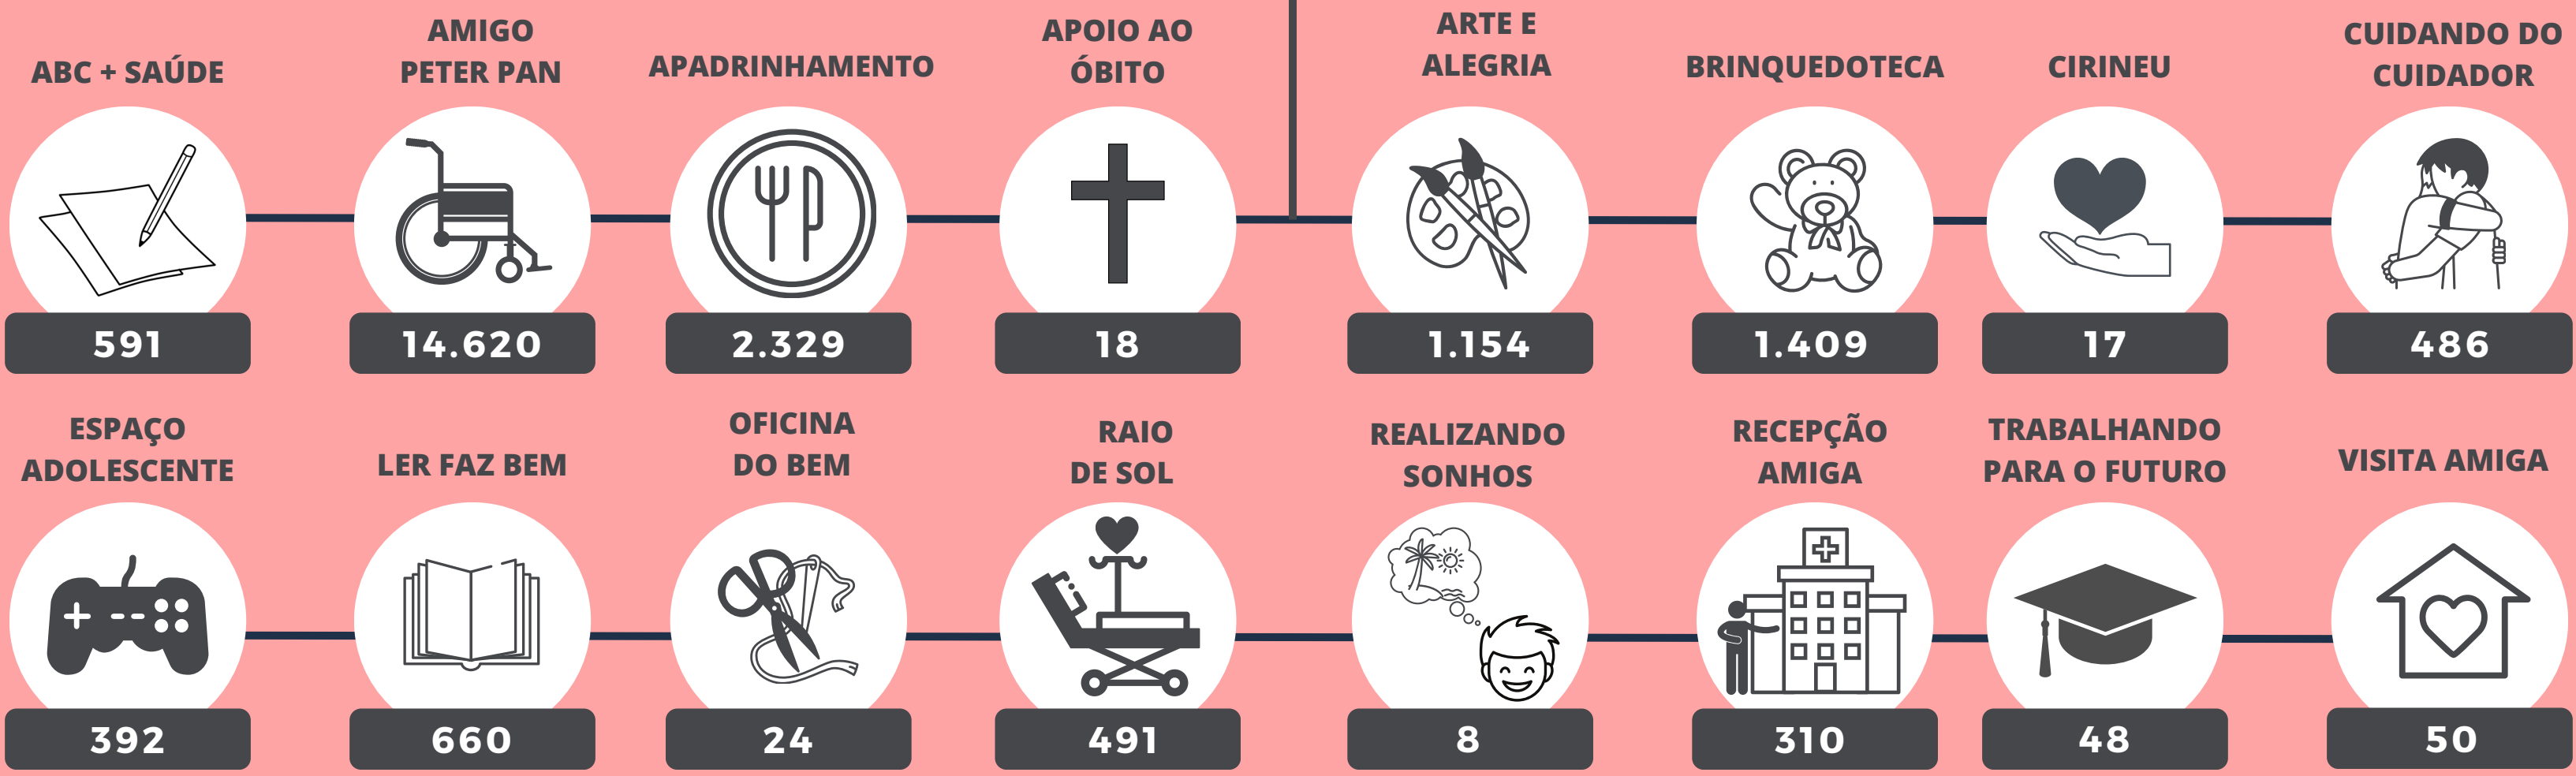 ABC + SAÚDE
591
AMIGO
PETER PAN
14.620
APADRINHAMENTO
2.329
APOIO AO
ÓBITO
18
ARTE E
ALEGRIA
1.154
BRINQUEDOTECA
1.409
CIRINEU
17
CUIDANDO DO
CUIDADOR
486
ESPAÇO
ADOLESCENTE
392
LER FAZ BEM
660
OFICINA
DO BEM
24
RAIO
DE SOL
491
REALIZANDO
SONHOS
8
RECEPÇÃO
AMIGA
310
TRABALHANDO
PARA O FUTURO
48
VISITA AMIGA
50